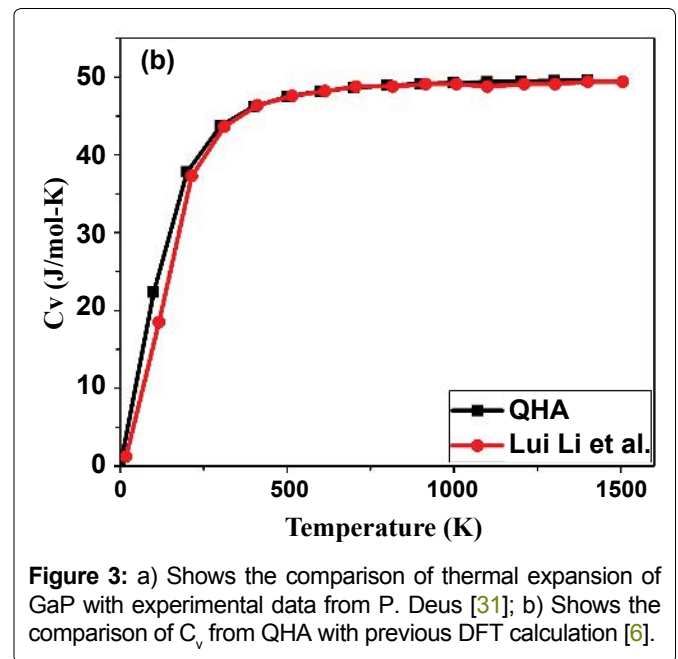 (b)
50
40
30
20
10
0
Cv (J/mol-K)
QHA
Lui Li et al.
0 500 1000 1500
Temperature (K)
Figure 3: a) Shows the comparison of thermal expansion of
GaP with experimental data from P. Deus [31]; b) Shows the
comparison of Cv from QHA with previous DFT calculation [6].